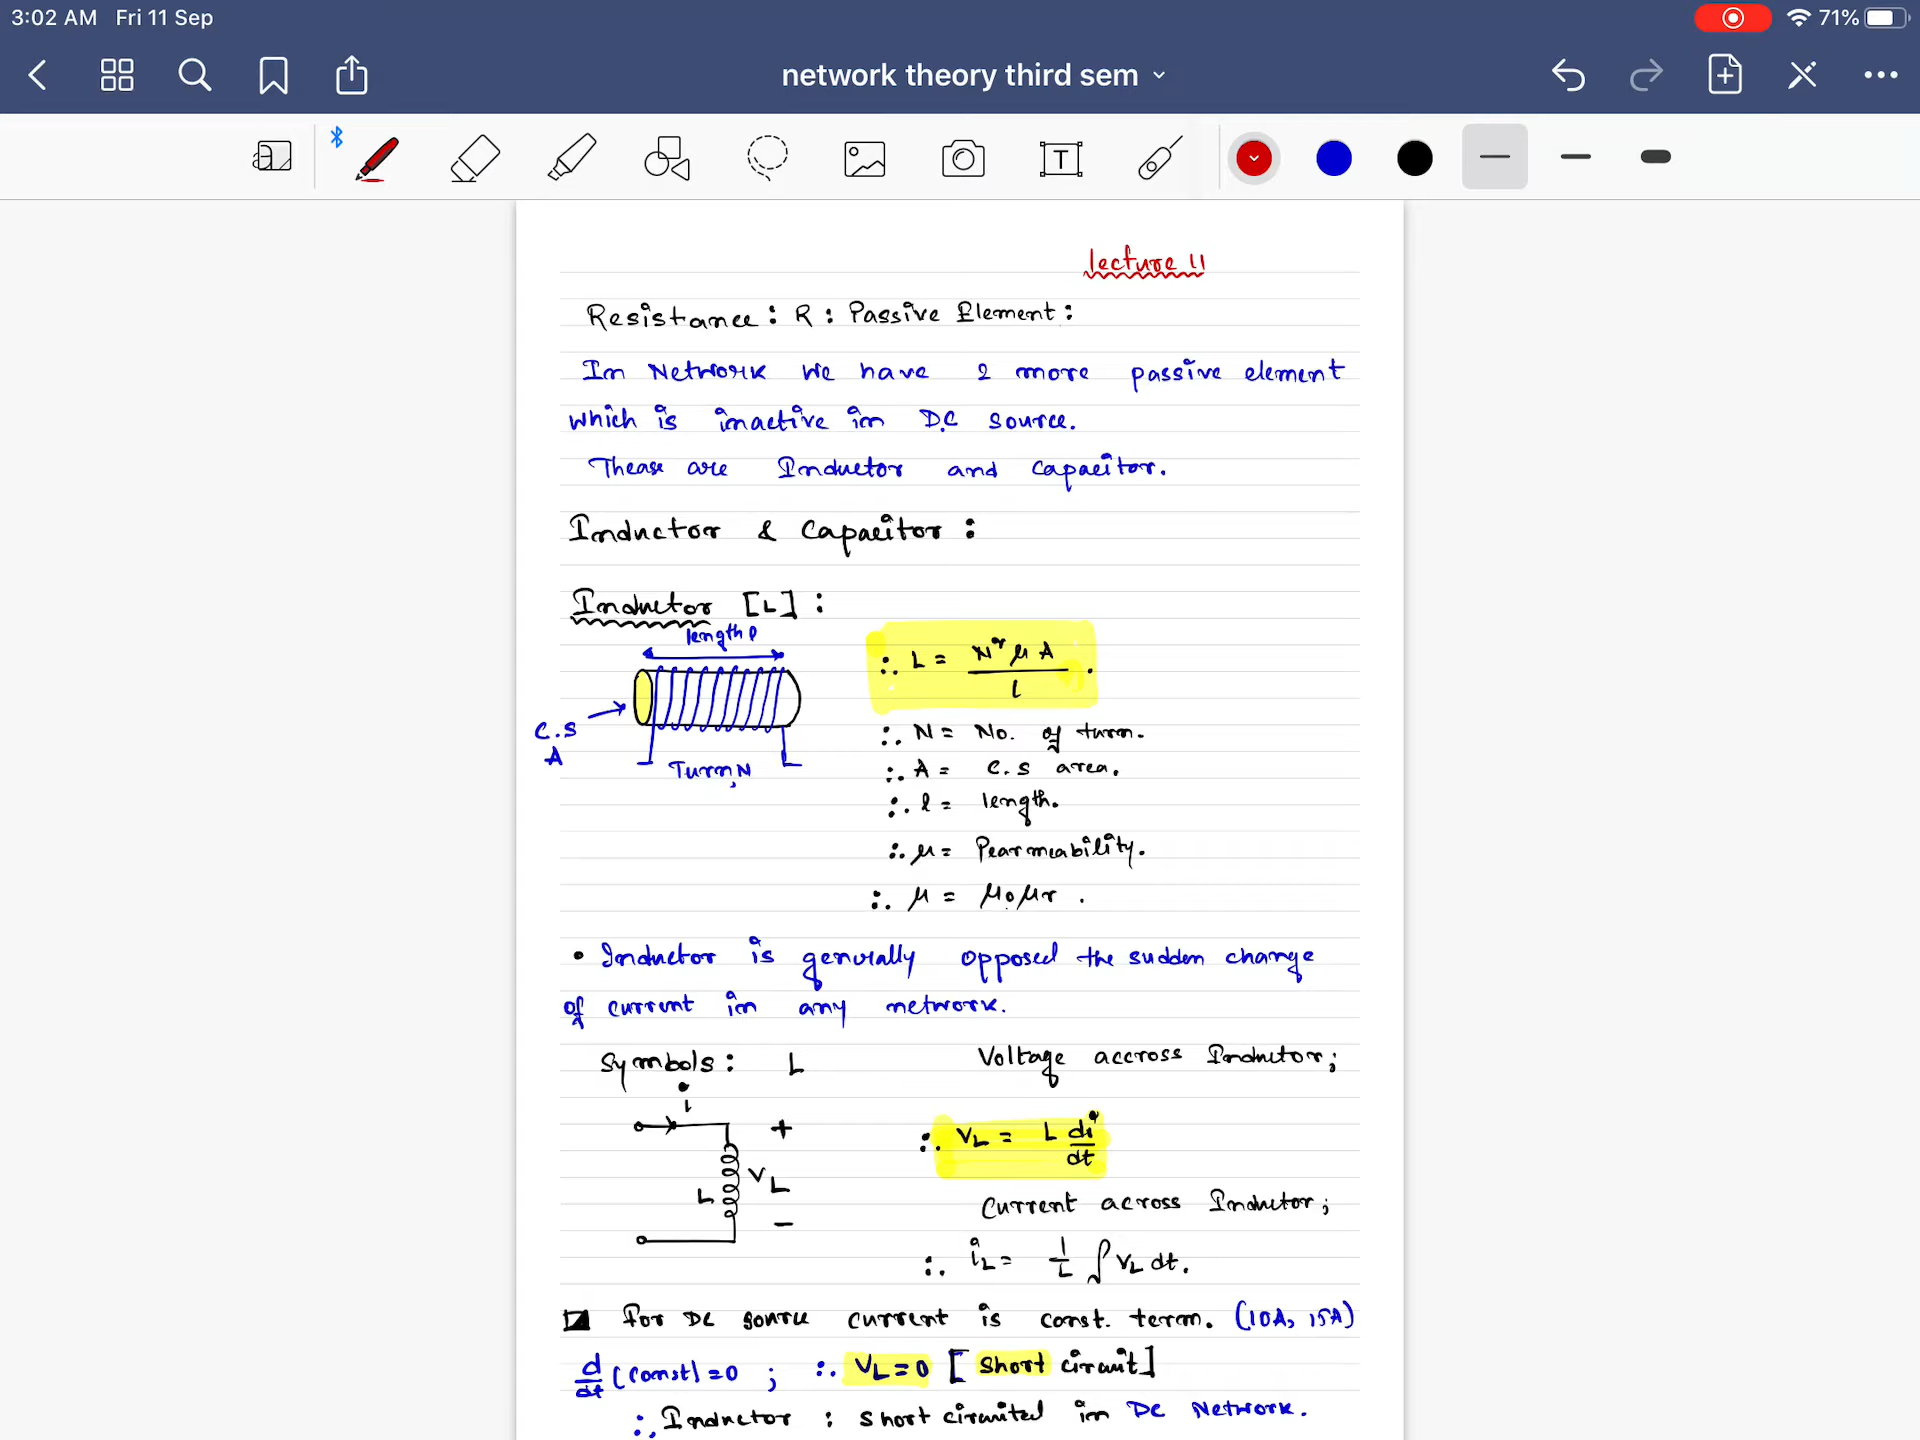 3:02 AM Fri 11 Sep
71%
network theory third sem
lecture 11
Resistance : R : Passive Element :
In Network We have 2 more passive element
which is inactive in D.C source.
Thease are Inductor and Capacitor.
Inductor & Capacitor :
Inductor [L] :
length l
C.S
A
Turn, N
∴ L = N² μ A / l .
∴ N = No. of turn.
∴ A = C.S area.
∴ l = length.
∴ μ = Pearmeability.
∴ μ = μ₀μr .
• Inductor is generally opposed the sudden change
of current in any network.
Symbols : L
i
+
L
VL
−
Voltage accross Inductor;
∴ VL = L di/dt
Current across Inductor;
∴ iL = 1/L ∫ VL dt.
For DC source current is const. term. (10A, 15A)
d/dt (const) = 0 ; ∴ VL = 0 [ Short circuit ]
∴ Inductor : short circuited in DC Network.